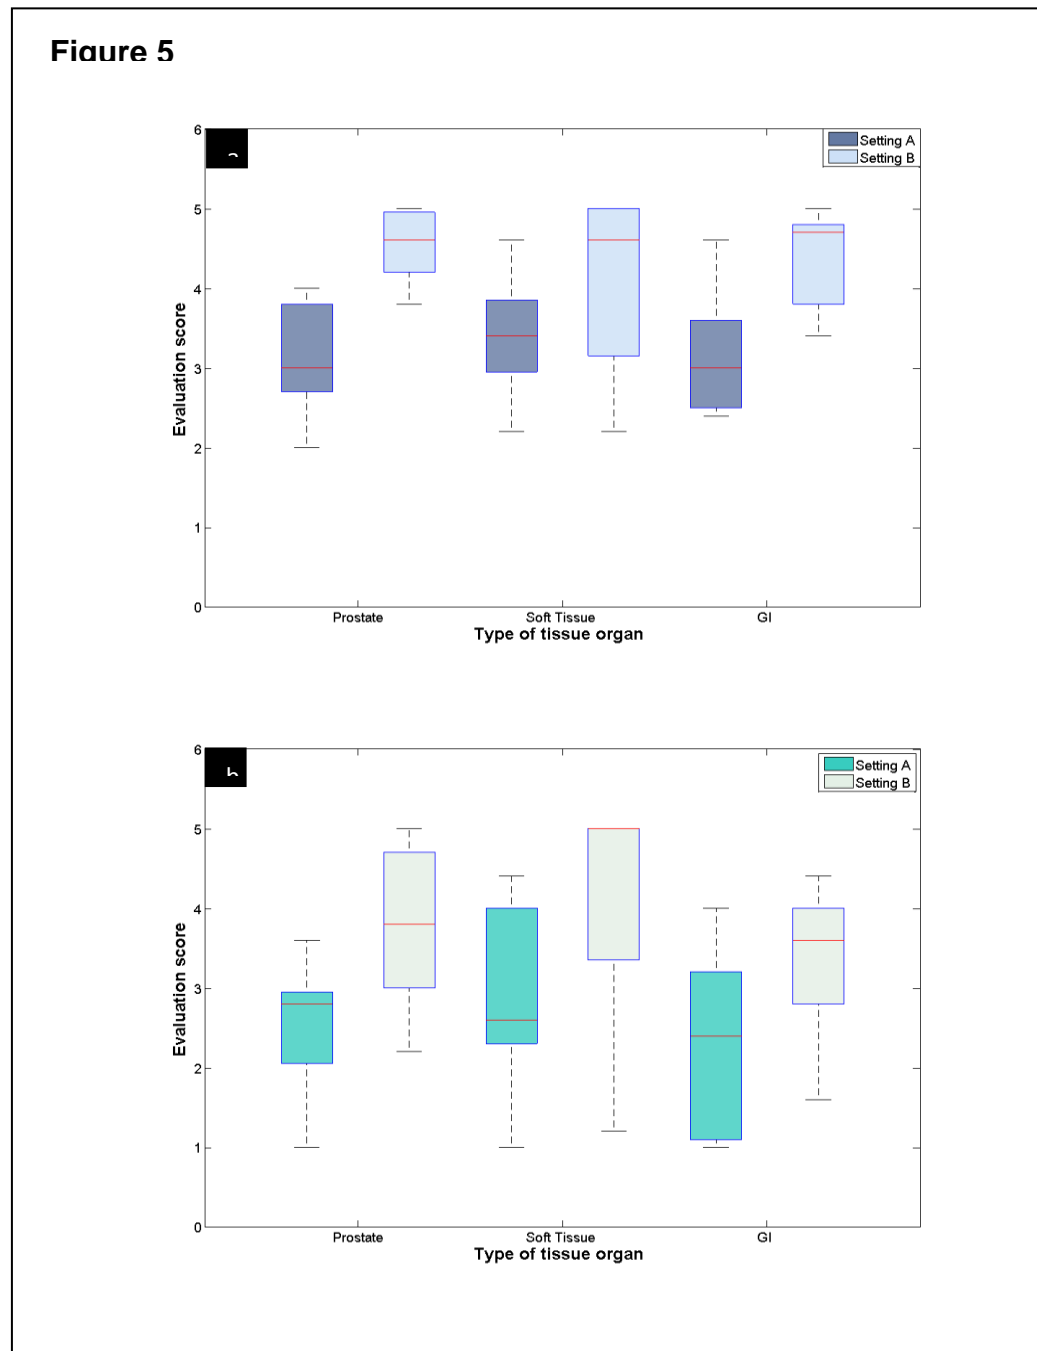 Figure 5
a
6
5
4
3
2
1
0
Evaluation score
Setting A
Setting B
Prostate Soft Tissue GI
Type of tissue organ
b
6
5
4
3
2
1
0
Evaluation score
Setting A
Setting B
Prostate Soft Tissue GI
Type of tissue organ